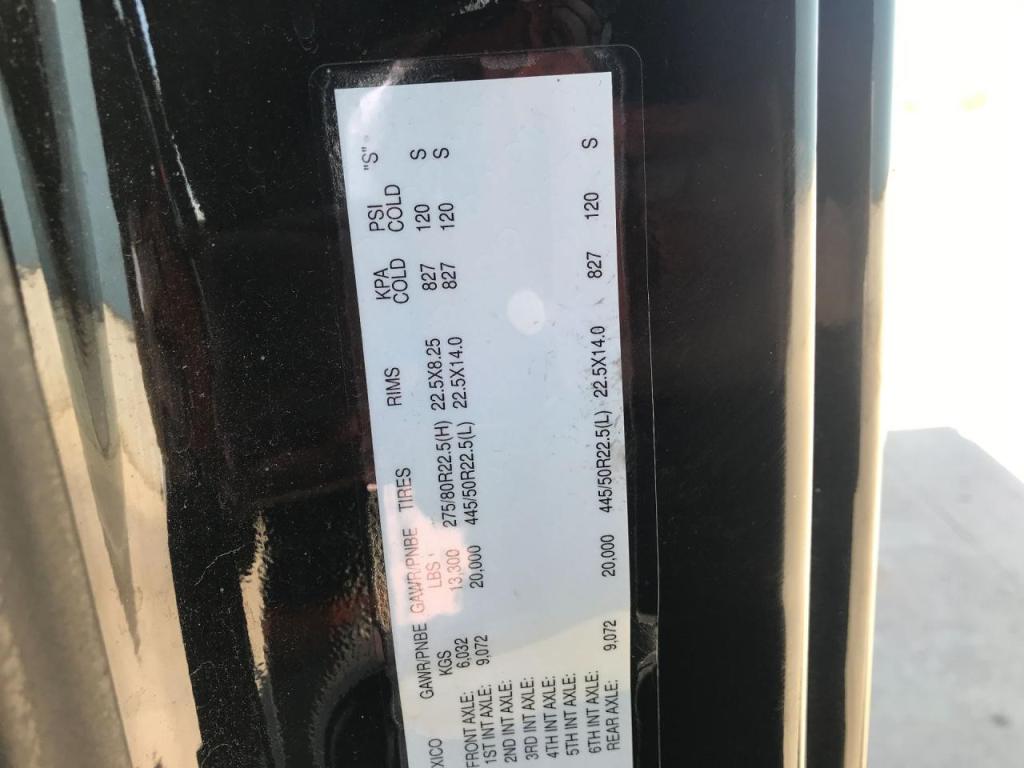 XICO GAWR/PNBE GAWR/PNBE TIRES RIMS KPA PSI "S"
KGS LBS COLD COLD
FRONT AXLE: 6,032 13,300 275/80R22.5(H) 22.5X8.25 827 120 S
1ST INT AXLE: 9,072 20,000 445/50R22.5(L) 22.5X14.0 827 120 S
2ND INT AXLE:
3RD INT AXLE:
4TH INT AXLE:
5TH INT AXLE:
6TH INT AXLE:
REAR AXLE: 9,072 20,000 445/50R22.5(L) 22.5X14.0 827 120 S